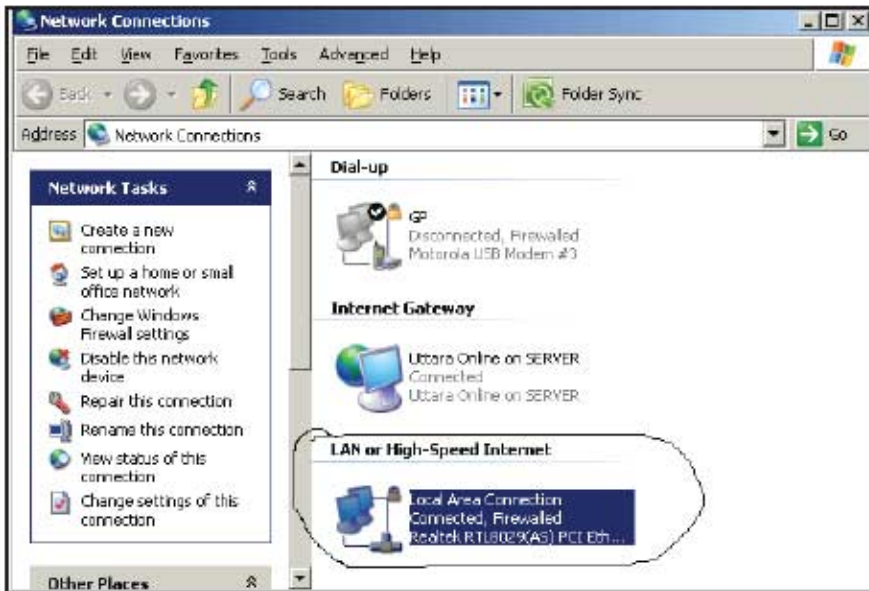 Network Connections
File Edit View Favorites Tools Advanced Help
Back Search Folders Folder Sync
Address Network Connections Go
Network Tasks
Create a new
connection
Set up a home or small
office network
Change Windows
Firewall settings
Disable this network
device
Repair this connection
Rename this connection
View status of this
connection
Change settings of this
connection
Other Places
Dial-up
GP
Disconnected, Firewalled
Motorola USB Modem #3
Internet Gateway
Uttara Online on SERVER
Connected
Uttara Online on SERVER
LAN or High-Speed Internet
Local Area Connection
Connected, Firewalled
Realtek RTL8029(AS) PCI Eth...